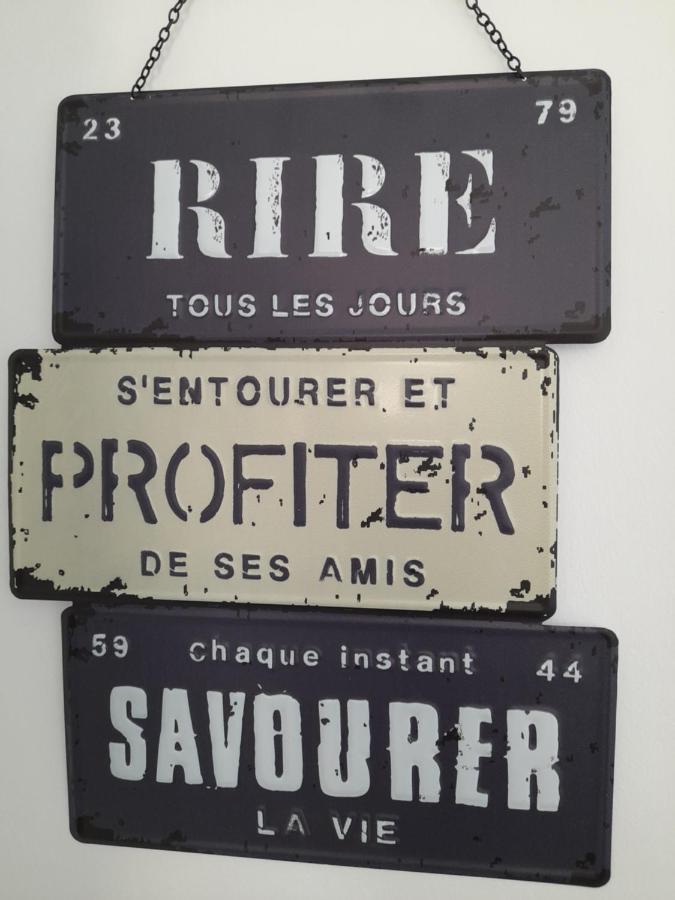 23 79
RIRE
TOUS LES JOURS
S'ENTOURER ET
PROFITER
DE SES AMIS
59 chaque instant 44
SAVOURER
LA VIE